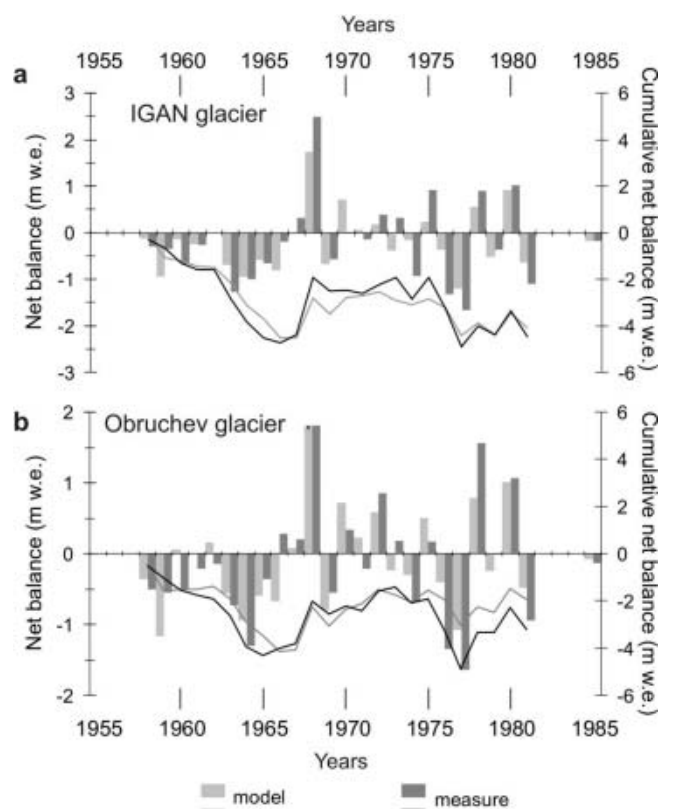 Years
1955 1960 1965 1970 1975 1980 1985
a
IGAN glacier
Net balance (m w.e.)
3
2
1
0
-1
-2
-3
Cumulative net balance (m w.e.)
6
4
2
0
-2
-4
-6
b
Obruchev glacier
Net balance (m w.e.)
2
1
0
-1
-2
Cumulative net balance (m w.e.)
6
4
2
0
-2
-4
-6
1955 1960 1965 1970 1975 1980 1985
Years
model measure